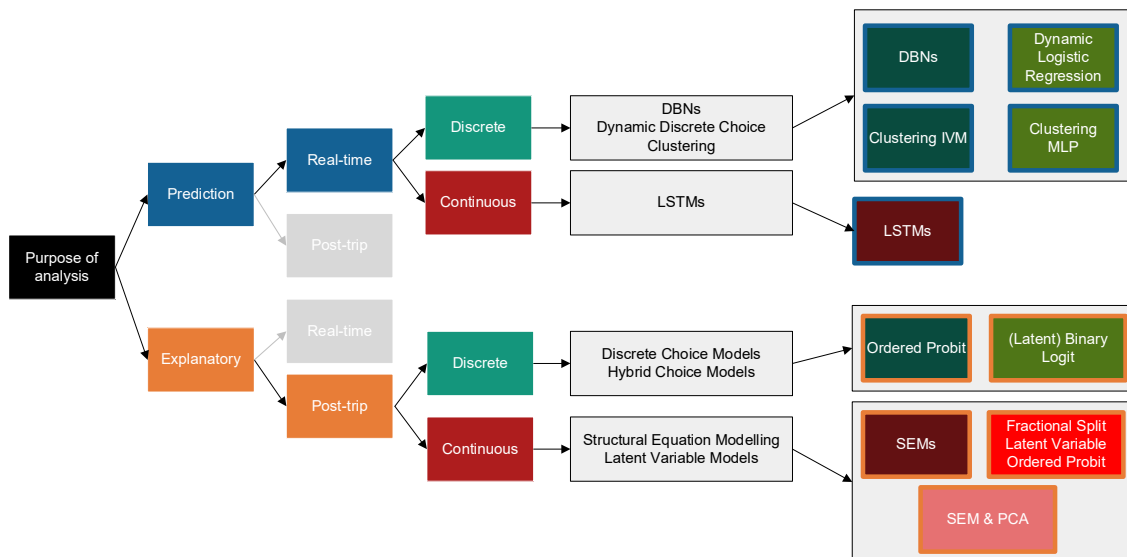 Purpose of
analysis
Prediction
Explanatory
Real-time
Post-trip
Real-time
Post-trip
Discrete
Continuous
Discrete
Continuous
DBNs
Dynamic Discrete Choice
Clustering
LSTMs
Discrete Choice Models
Hybrid Choice Models
Structural Equation Modelling
Latent Variable Models
DBNs
Dynamic
Logistic
Regression
Clustering IVM
Clustering
MLP
LSTMs
Ordered Probit
(Latent) Binary
Logit
SEMs
Fractional Split
Latent Variable
Ordered Probit
SEM & PCA